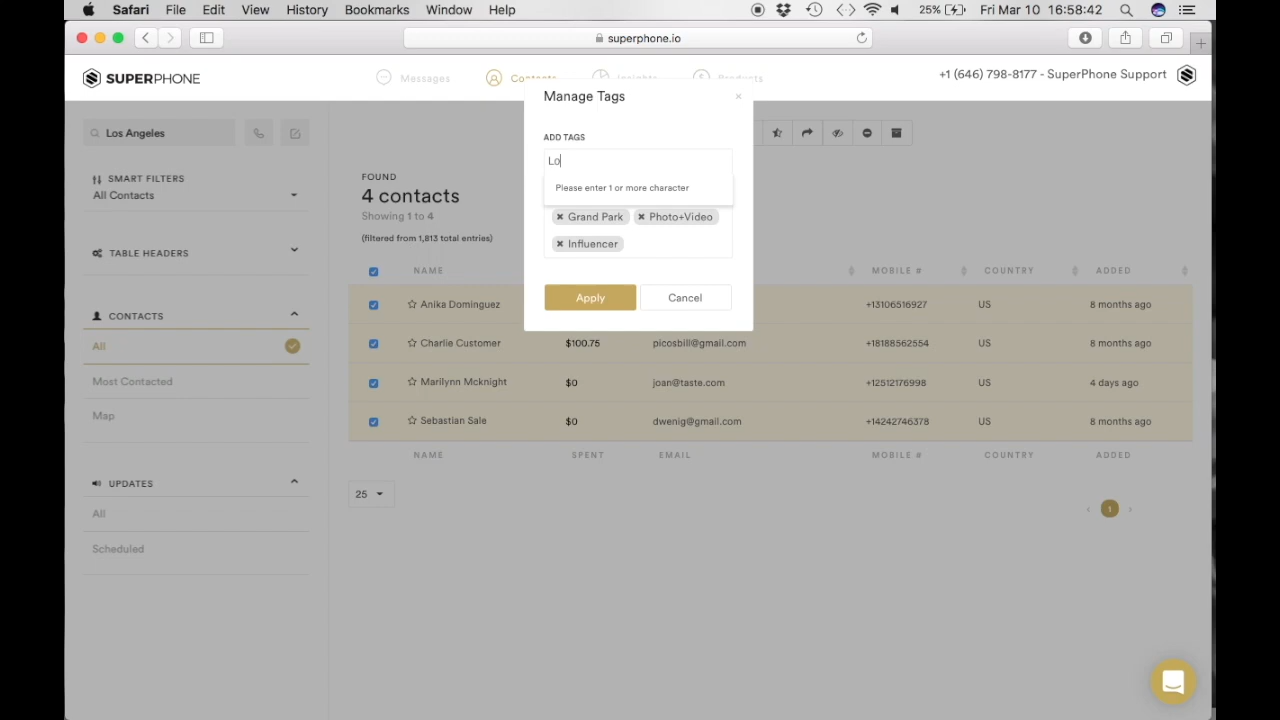 Safari File Edit View History Bookmarks Window Help 25% Fri Mar 10 16:58:42
superphone.io
SUPERPHONE Messages Contacts Insights Products +1 (646) 798-8177 - SuperPhone Support
Manage Tags
ADD TAGS
Lo
Please enter 1 or more character
Grand Park Photo+Video
Influencer
Apply Cancel
Los Angeles
SMART FILTERS
All Contacts
TABLE HEADERS
CONTACTS
All
Most Contacted
Map
UPDATES
All
Scheduled
FOUND
4 contacts
Showing 1 to 4
(filtered from 1,813 total entries)
NAME MOBILE # COUNTRY ADDED
Anika Dominguez +13106516927 US 8 months ago
Charlie Customer $100.75 picosbill@gmail.com +18188562554 US 8 months ago
Marilynn Mcknight $0 joan@taste.com +12512176998 US 4 days ago
Sebastian Sale $0 dwenig@gmail.com +14242746378 US 8 months ago
NAME SPENT EMAIL MOBILE # COUNTRY ADDED
25
1